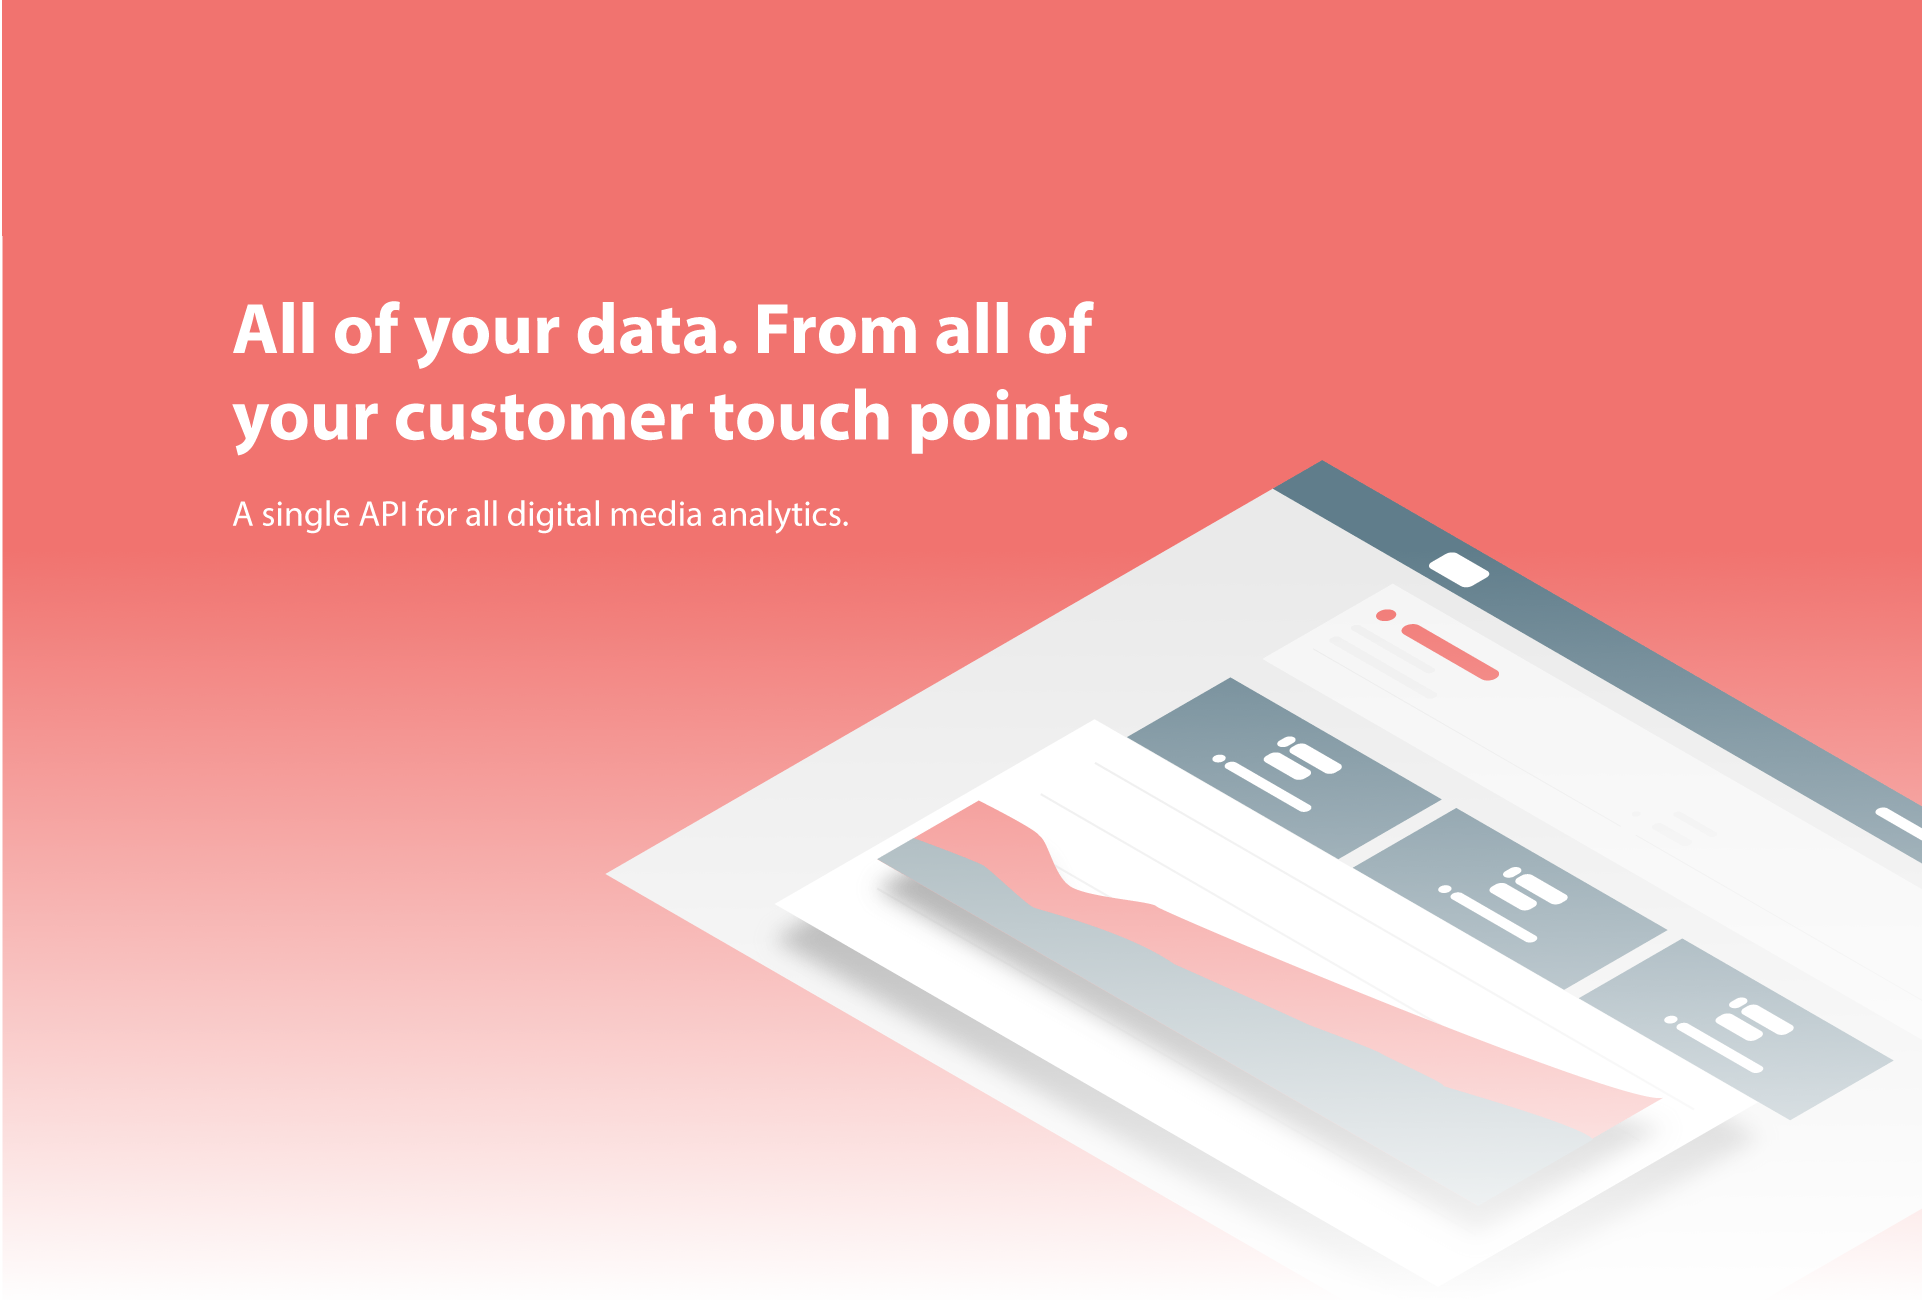 All of your data. From all of
your customer touch points.
A single API for all digital media analytics.